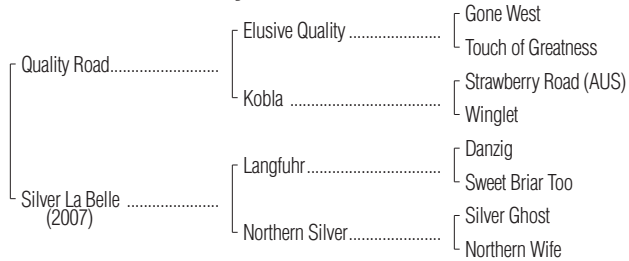 Gone West
Elusive Quality ....................
Touch of Greatness
Quality Road........................
Strawberry Road (AUS)
Kobla .................................
Winglet
Danzig
Langfuhr.............................
Sweet Briar Too
Silver La Belle ....................
(2007)
Silver Ghost
Northern Silver....................
Northern Wife